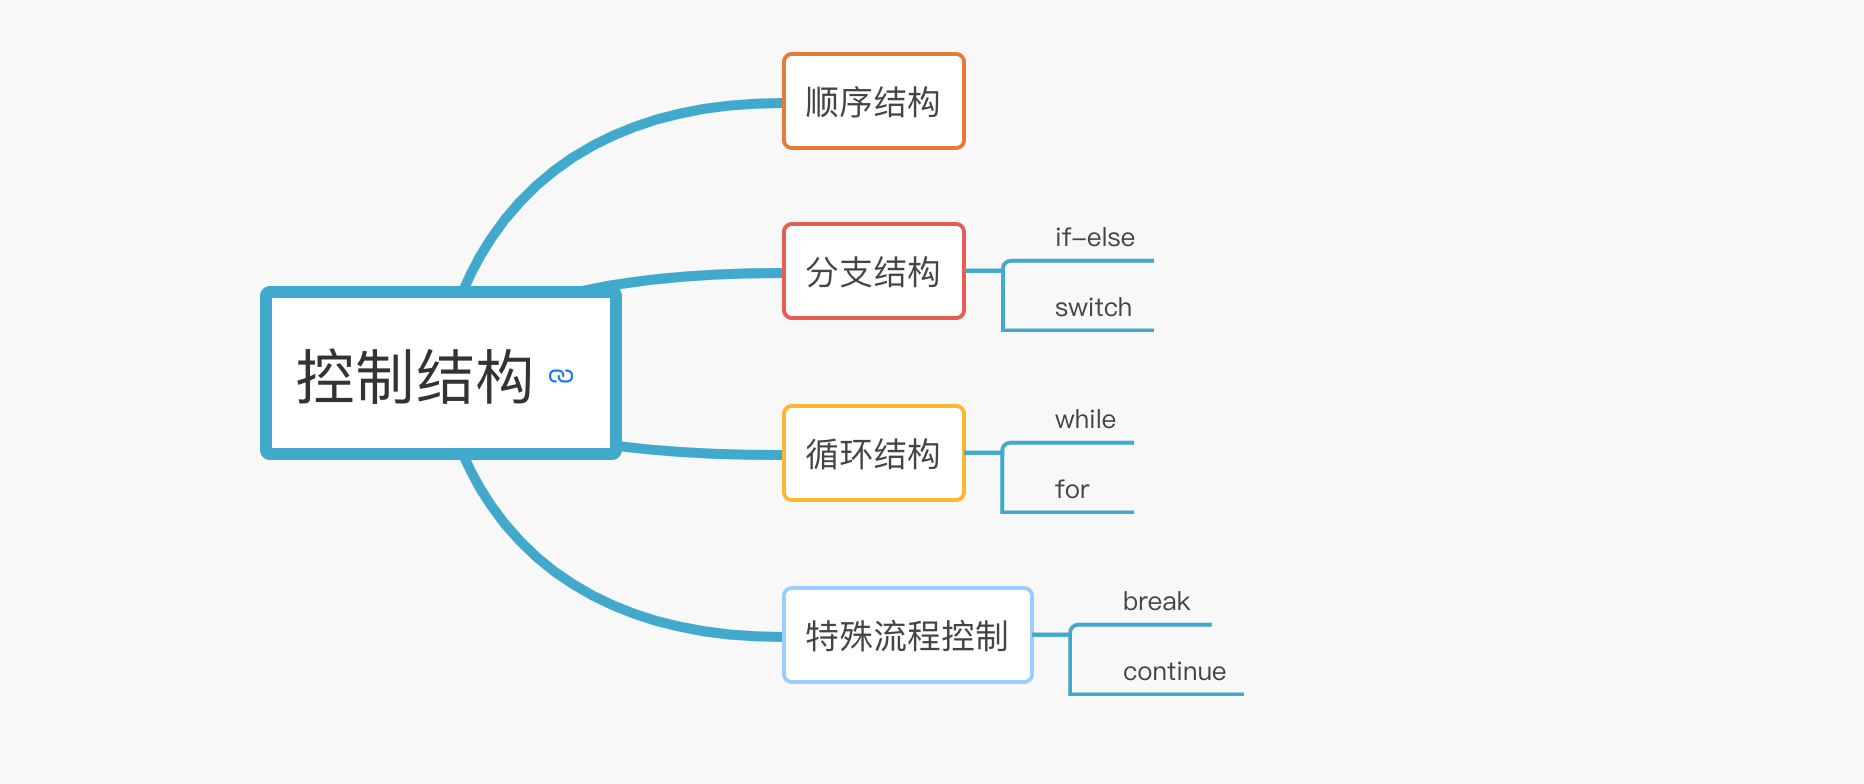 控制结构
顺序结构
分支结构
if-else
switch
循环结构
while
for
特殊流程控制
break
continue